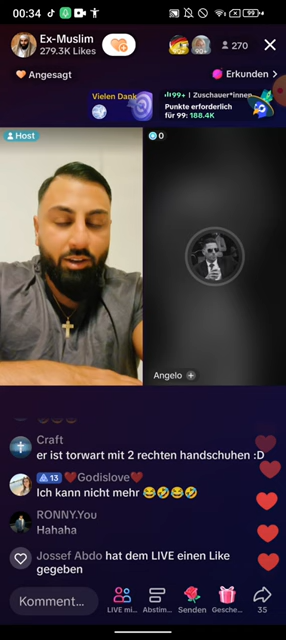 00:34
99
Ex-Muslim
279.3K Likes
270
Angesagt
Erkunden
Vielen Dank
99+ | Zuschauer*innen
Punkte erforderlich
für 99: 188.4K
Host
0
Angelo
Craft
er ist torwart mit 2 rechten handschuhen :D
13 ❤️Godislove❤️
Ich kann nicht mehr 😂🤣😂🤣
RONNY.You
Hahaha
Jossef Abdo hat dem LIVE einen Like
gegeben
Komment...
LIVE mi...
Abstim...
Senden
Gesche...
35